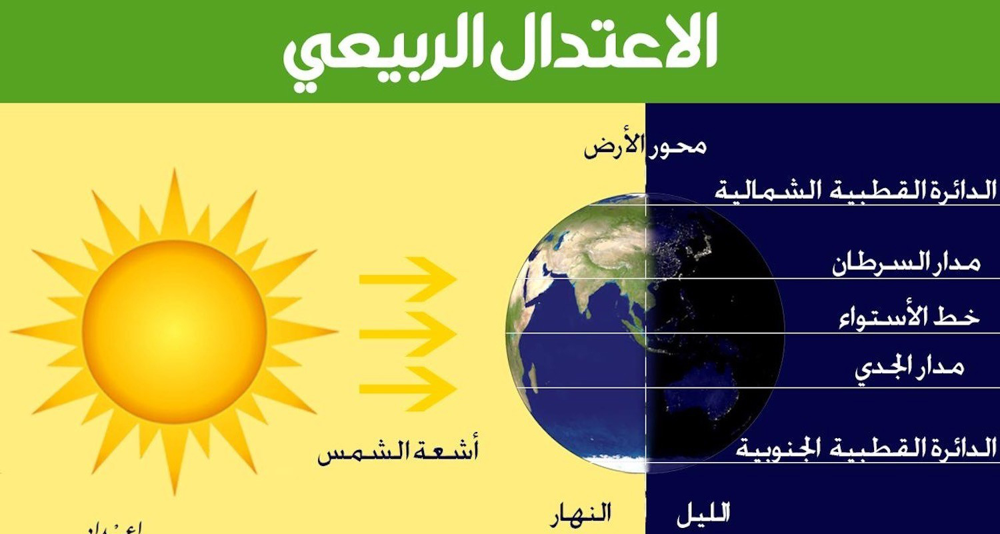 الاعتدال الربيعي
محور الأرض
الدائرة القطبية الشمالية
مدار السرطان
خط الأستواء
مدار الجدي
أشعة الشمس
الدائرة القطبية الجنوبية
الليل
النهار